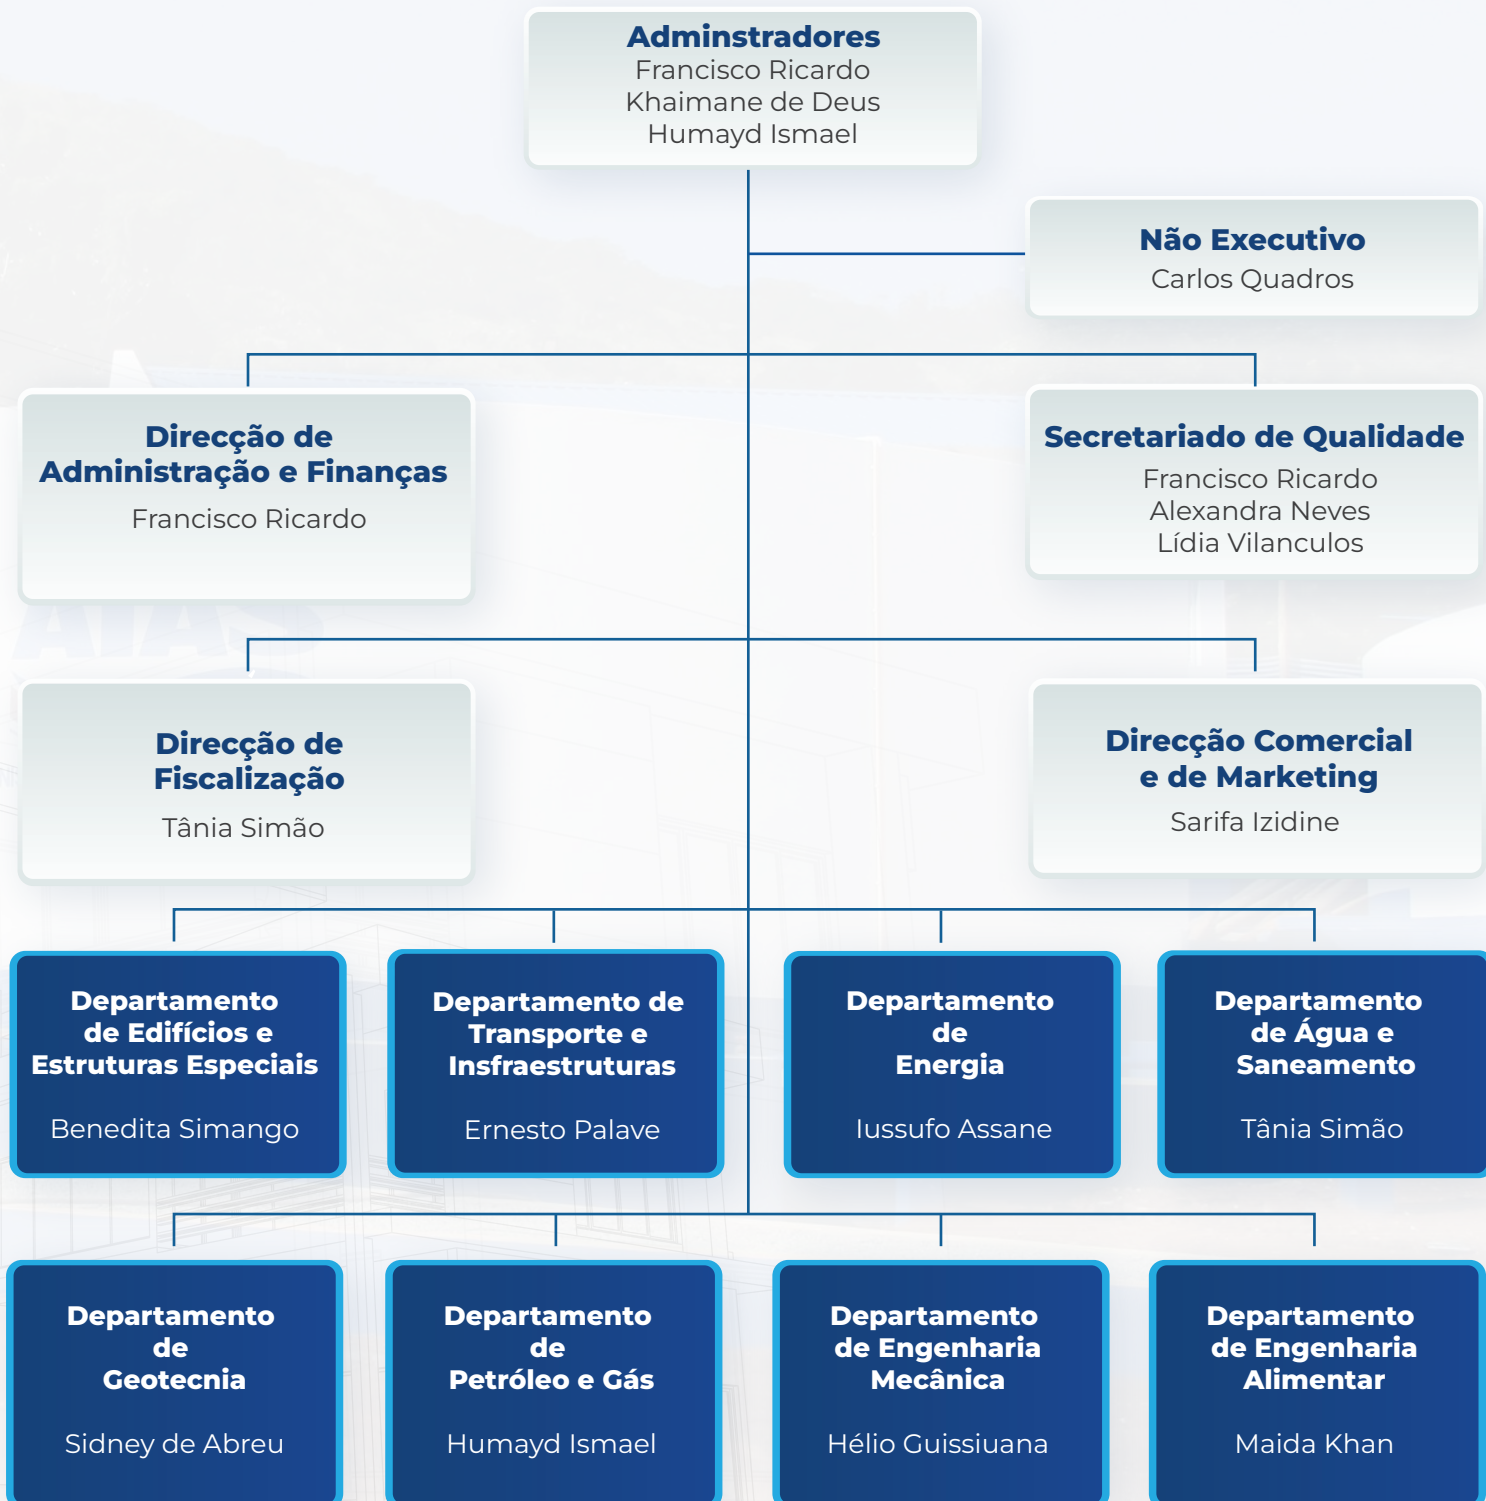 Adminstradores
Francisco Ricardo
Khaimane de Deus
Humayd Ismael
Não Executivo
Carlos Quadros
Direcção de
Administração e Finanças
Francisco Ricardo
Secretariado de Qualidade
Francisco Ricardo
Alexandra Neves
Lídia Vilanculos
Direcção de
Fiscalização
Tânia Simão
Direcção Comercial
e de Marketing
Sarifa Izidine
Departamento
de Edifícios e
Estruturas Especiais
Benedita Simango
Departamento de
Transporte e
Insfraestruturas
Ernesto Palave
Departamento
de
Energia
Iussufo Assane
Departamento
de Água e
Saneamento
Tânia Simão
Departamento
de
Geotecnia
Sidney de Abreu
Departamento
de
Petróleo e Gás
Humayd Ismael
Departamento
de Engenharia
Mecânica
Hélio Guissiuana
Departamento
de Engenharia
Alimentar
Maida Khan